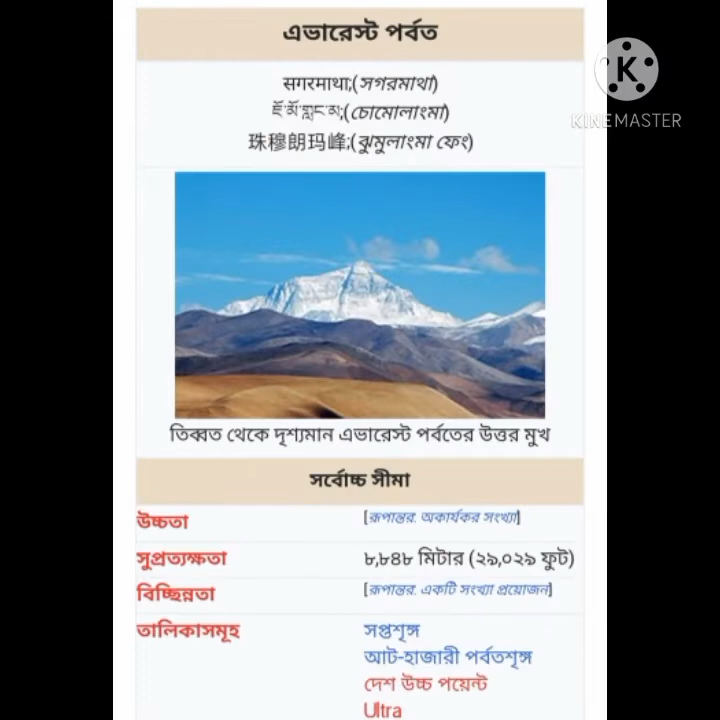 এভারেস্ট পর্বত
सगरमाथा;(সগরমাথা)
ཇོ་མོ་གླང་མ;(চোমোলাংমা)
珠穆朗玛峰;(ঝুমুলাংমা ফেং)
K
KINEMASTER
তিব্বত থেকে দৃশ্যমান এভারেস্ট পর্বতের উত্তর মুখ
সর্বোচ্চ সীমা
উচ্চতা [রূপান্তর: অকার্যকর সংখ্যা]
সুপ্রত্যক্ষতা ৮,৮৪৮ মিটার (২৯,০২৯ ফুট)
বিচ্ছিন্নতা [রূপান্তর: একটি সংখ্যা প্রয়োজন]
তালিকাসমূহ সপ্তশৃঙ্গ
আট-হাজারী পর্বতশৃঙ্গ
দেশ উচ্চ পয়েন্ট
Ultra